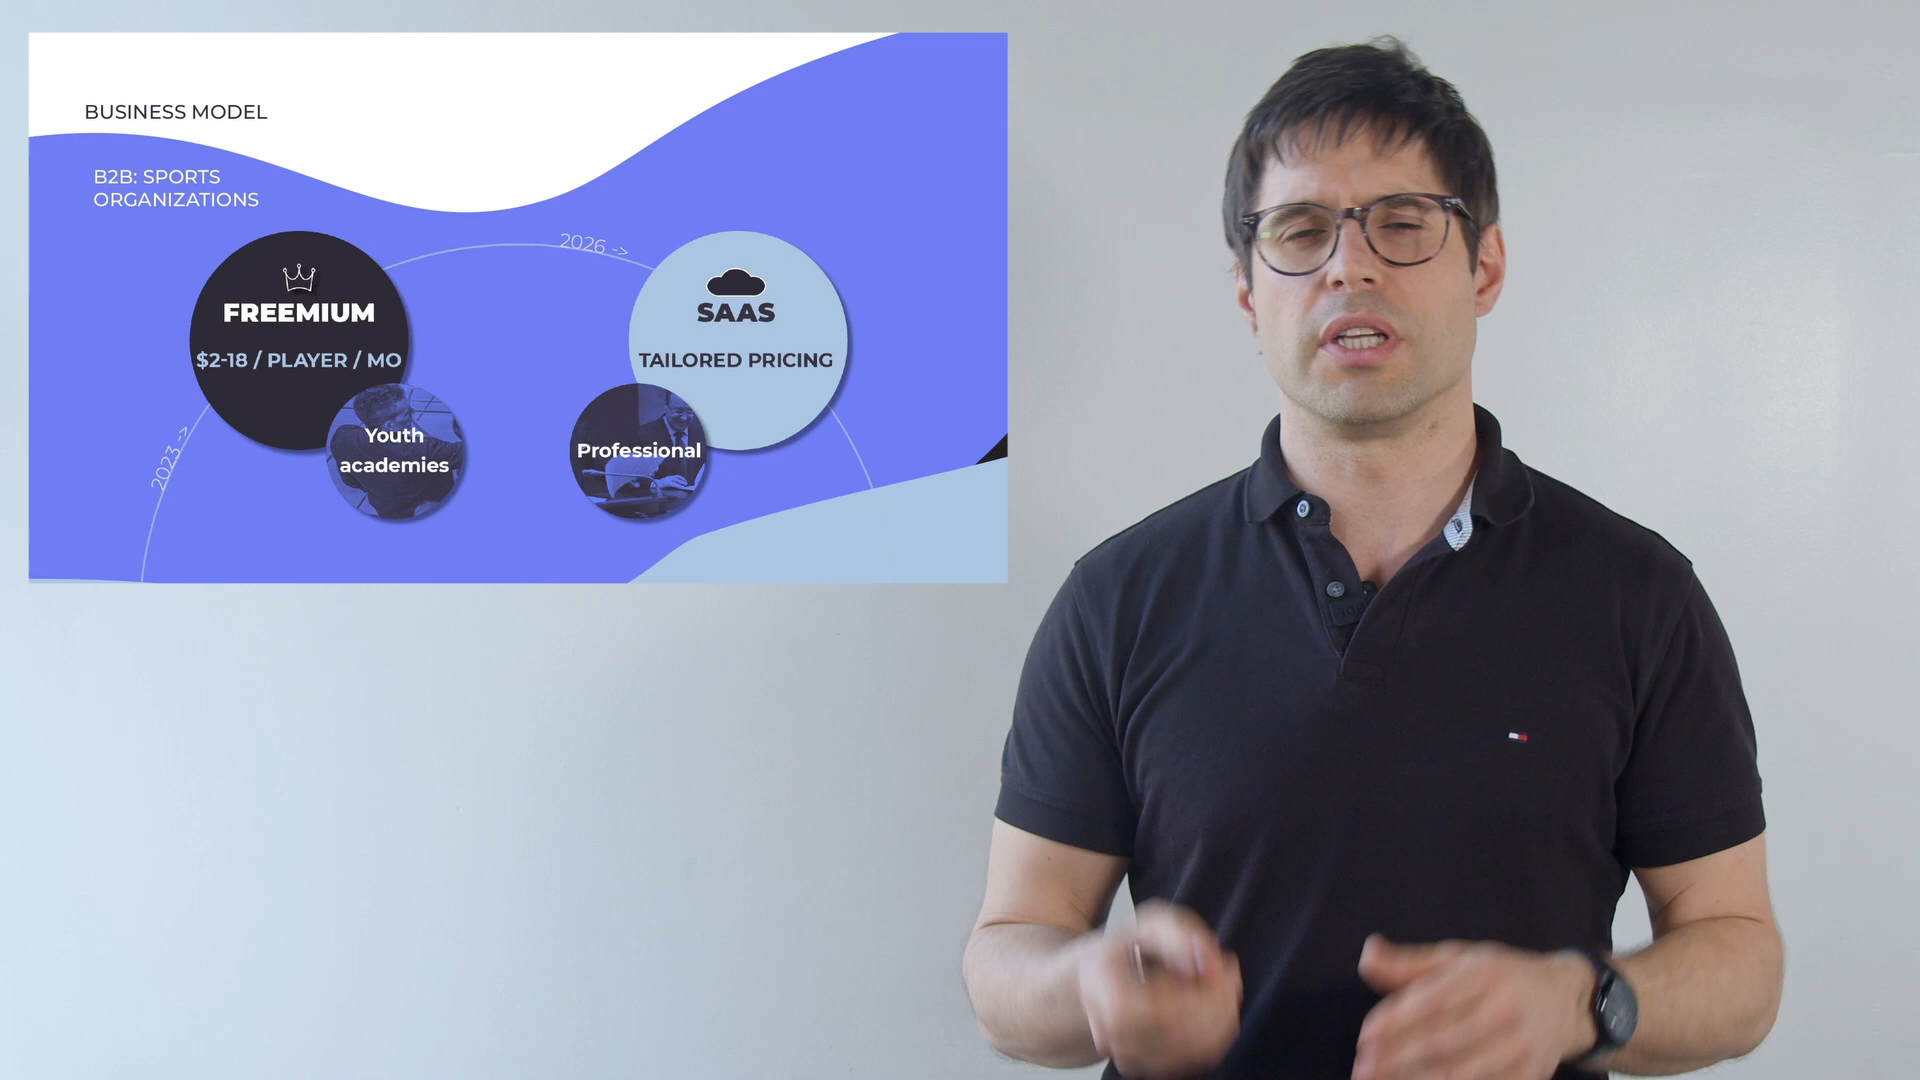 BUSINESS MODEL
B2B: SPORTS
ORGANIZATIONS
2023 ->
FREEMIUM
$2-18 / PLAYER / MO
Youth
academies
2026 ->
SAAS
TAILORED PRICING
Professional